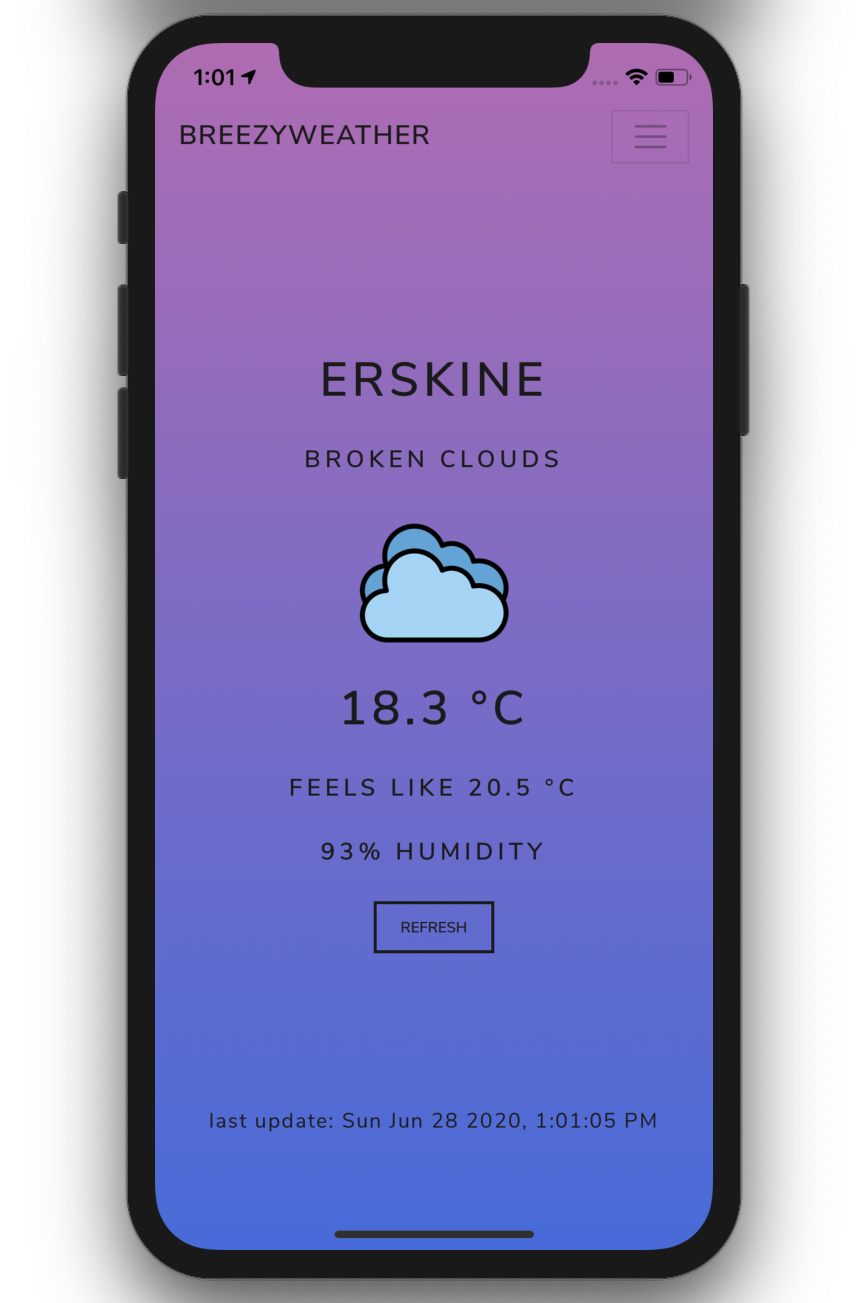 1:01
BREEZYWEATHER
ERSKINE
BROKEN CLOUDS
18.3 °C
FEELS LIKE 20.5 °C
93% HUMIDITY
REFRESH
last update: Sun Jun 28 2020, 1:01:05 PM